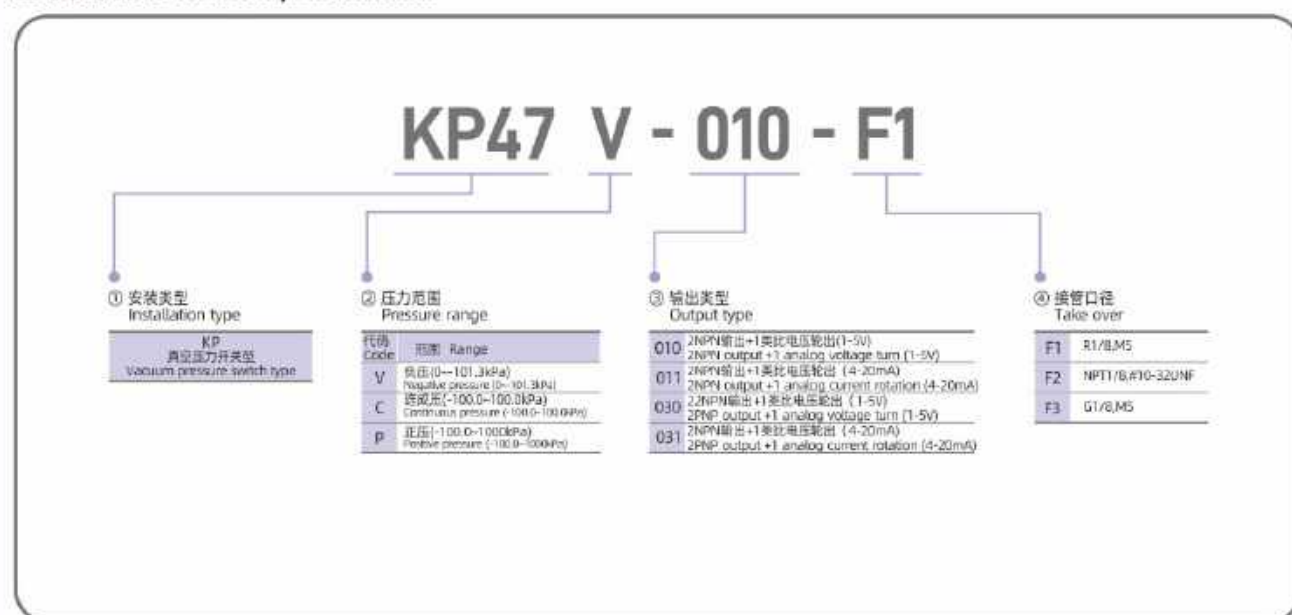 KP47 V - 010 - F1
① 安装类型
Installation type
KP
真空压力开关型
Vacuum pressure switch type
② 压力范围
Pressure range
代码 范围 Range
Code
V 负压(0~-101.3kPa)
Negative pressure (0~-101.3kPa)
C 连成压(-100.0~100.0kPa)
Continuous pressure (-100.0~100.0kPa)
P 正压(-100.0~1000kPa)
Positive pressure (-100.0~1000kPa)
③ 输出类型
Output type
010 2NPN输出+1类比电压轮出(1-5V)
2NPN output +1 analog voltage turn (1-5V)
011 2NPN输出+1类比电压轮出 (4-20mA)
2NPN output +1 analog current rotation (4-20mA)
030 22NPN输出+1类比电压轮出 (1-5V)
2PNP output +1 analog voltage turn (1-5V)
031 2NPN输出+1类比电压轮出 (4-20mA)
2PNP output +1 analog current rotation (4-20mA)
④ 接管口径
Take over
F1 R1/8,M5
F2 NPT1/8,#10-32UNF
F3 G1/8,M5